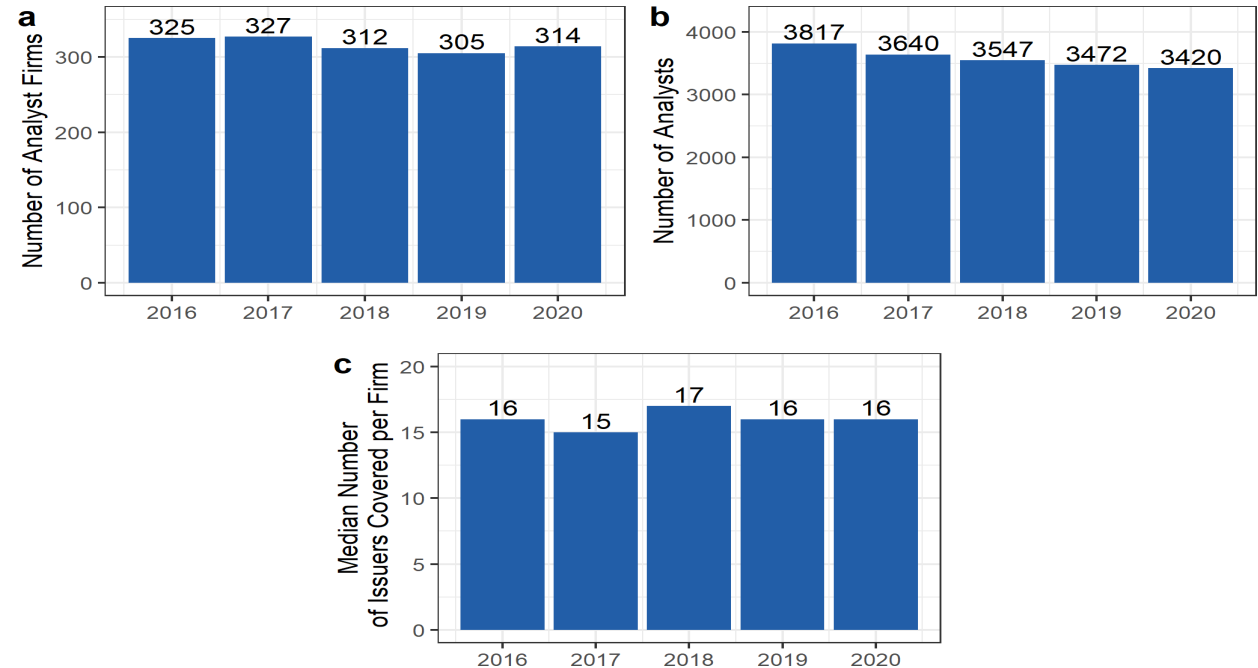 a
Number of Analyst Firms
325 327 312 305 314
300
200
100
0
2016 2017 2018 2019 2020
b
Number of Analysts
3817 3640 3547 3472 3420
4000
3000
2000
1000
0
2016 2017 2018 2019 2020
c
Median Number
of Issuers Covered per Firm
16 15 17 16 16
20
15
10
5
0
2016 2017 2018 2019 2020